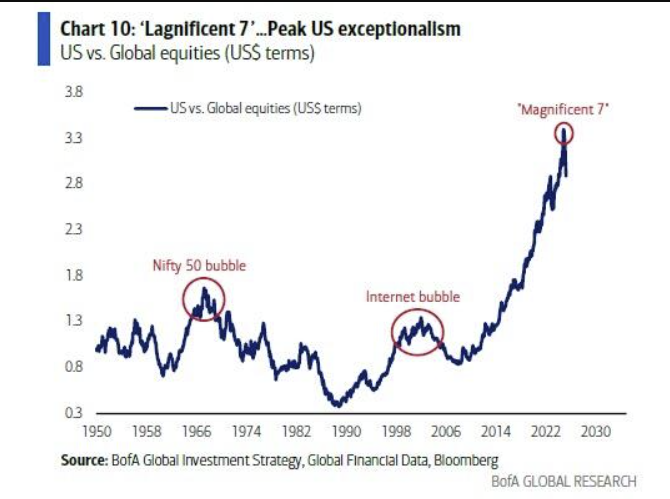 Chart 10: 'Lagnificent 7'...Peak US exceptionalism
US vs. Global equities (US$ terms)
3.8
US vs. Global equities (US$ terms)
"Magnificent 7"
3.3
2.8
2.3
1.8
Nifty 50 bubble
Internet bubble
1.3
0.8
0.3
1950 1958 1966 1974 1982 1990 1998 2006 2014 2022 2030
Source: BofA Global Investment Strategy, Global Financial Data, Bloomberg
BofA GLOBAL RESEARCH